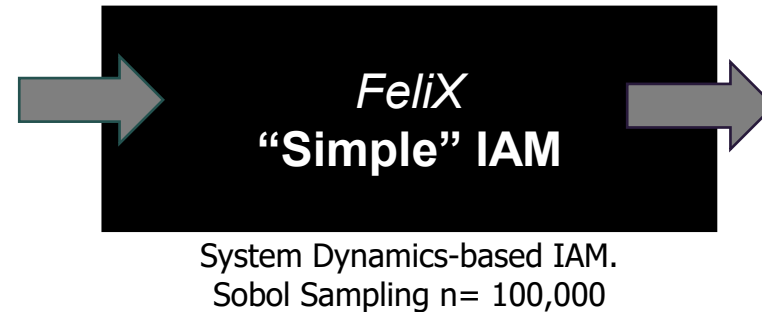 FeliX
“Simple” IAM
System Dynamics-based IAM.
Sobol Sampling n= 100,000